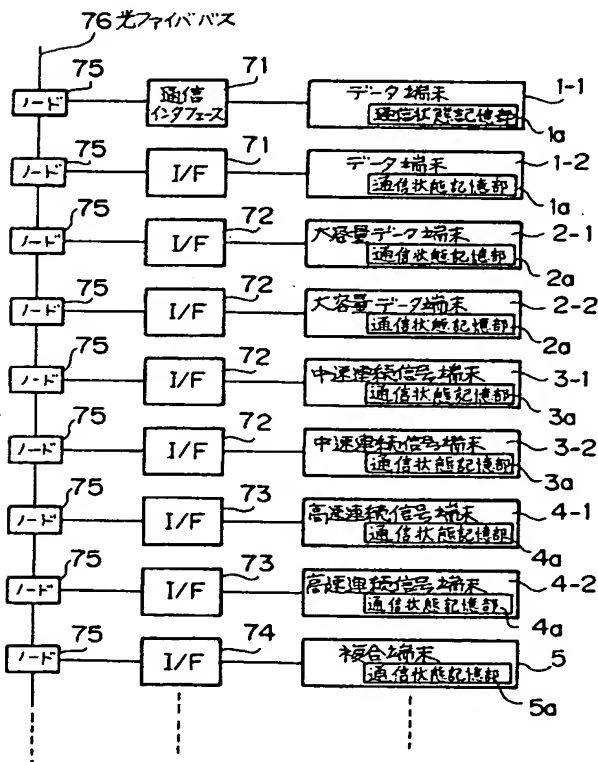 76 光ファイババス
75
ノード
71
通信
インタフェース
データ端末
通信状態記憶部
1-1
1a
75
ノード
71
I/F
データ端末
通信状態記憶部
1-2
1a
75
ノード
72
I/F
大容量データ端末
通信状態記憶部
2-1
2a
75
ノード
72
I/F
大容量データ端末
通信状態記憶部
2-2
2a
75
ノード
72
I/F
中速連続信号端末
通信状態記憶部
3-1
3a
75
ノード
72
I/F
中速連続信号端末
通信状態記憶部
3-2
3a
75
ノード
73
I/F
高速連続信号端末
通信状態記憶部
4-1
4a
75
ノード
73
I/F
高速連続信号端末
通信状態記憶部
4-2
4a
75
ノード
74
I/F
複合端末
通信状態記憶部
5
5a